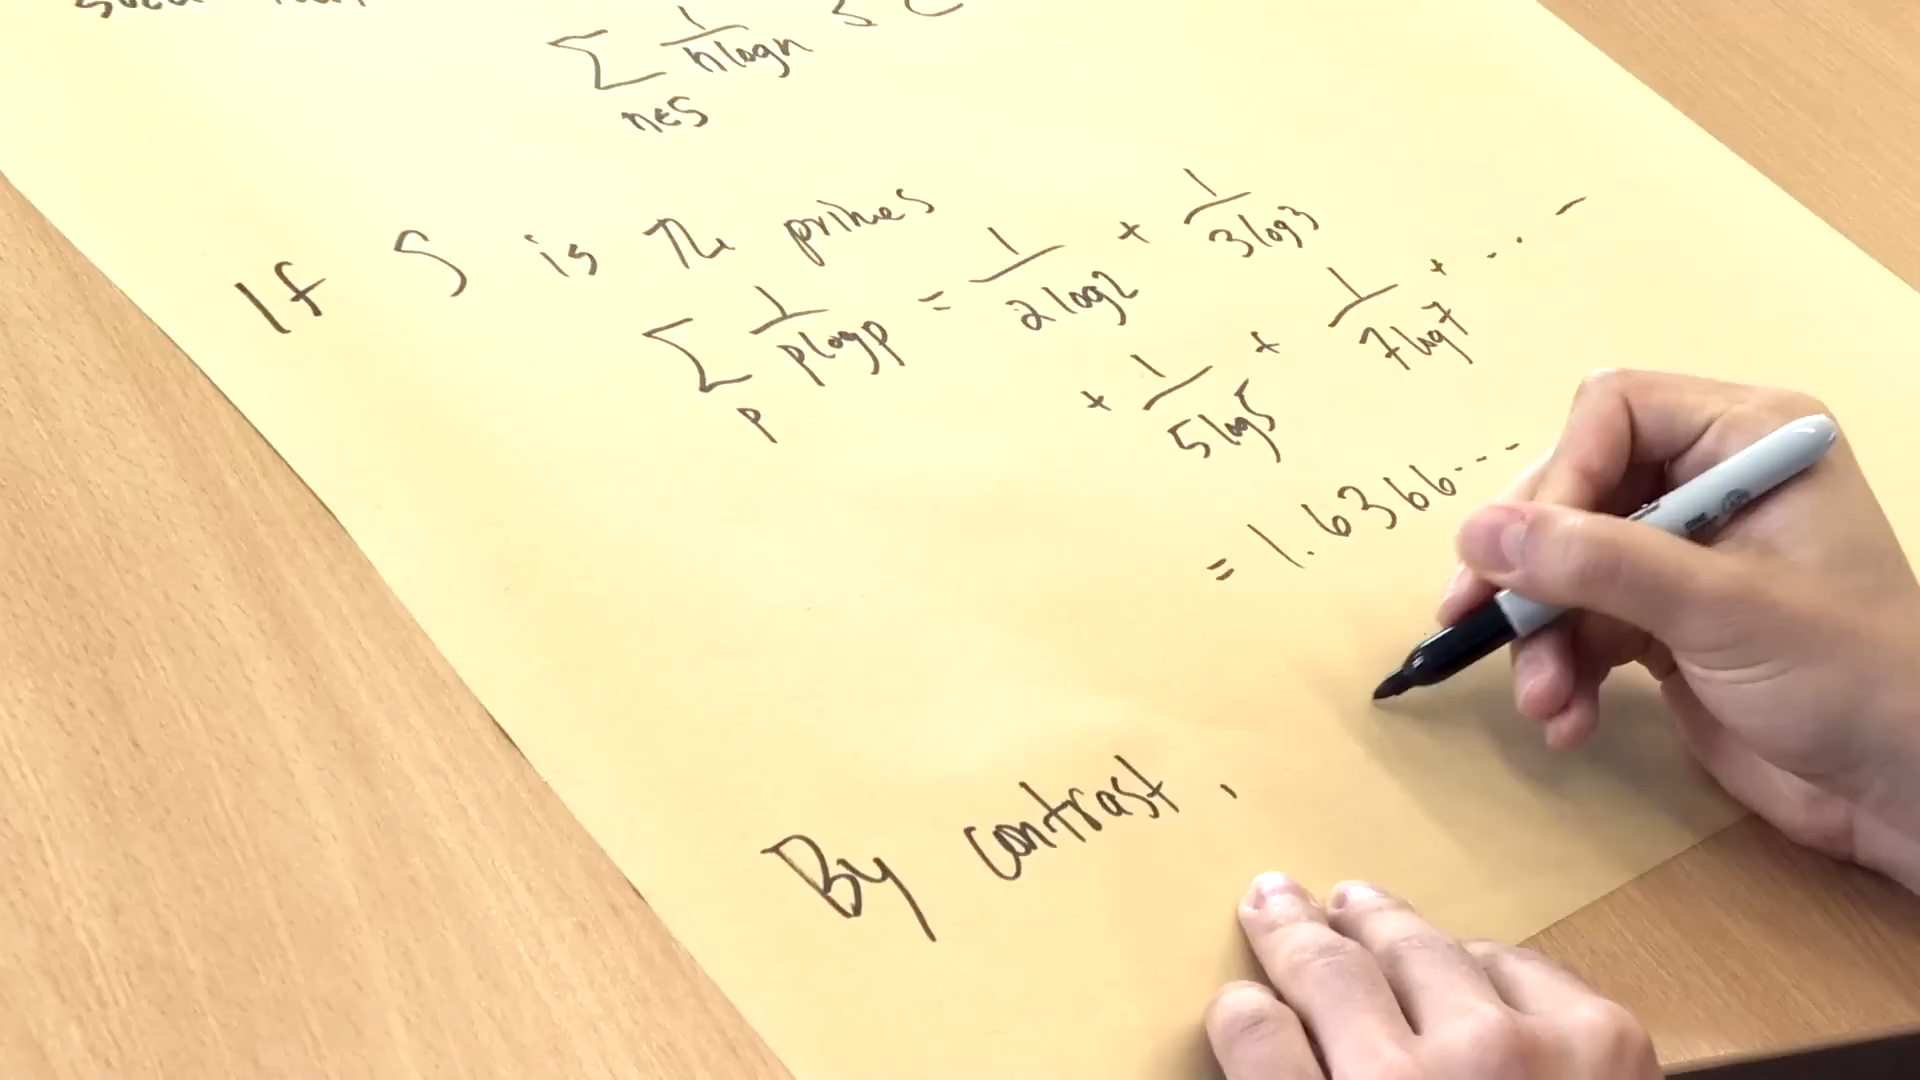 ∑ 1/(n log n) ≤ C
n∈S
If S is the primes
∑ 1/(p log p) = 1/(2 log 2) + 1/(3 log 3)
p
+ 1/(5 log 5) + 1/(7 log 7) + ...
= 1.6366...
By contrast,